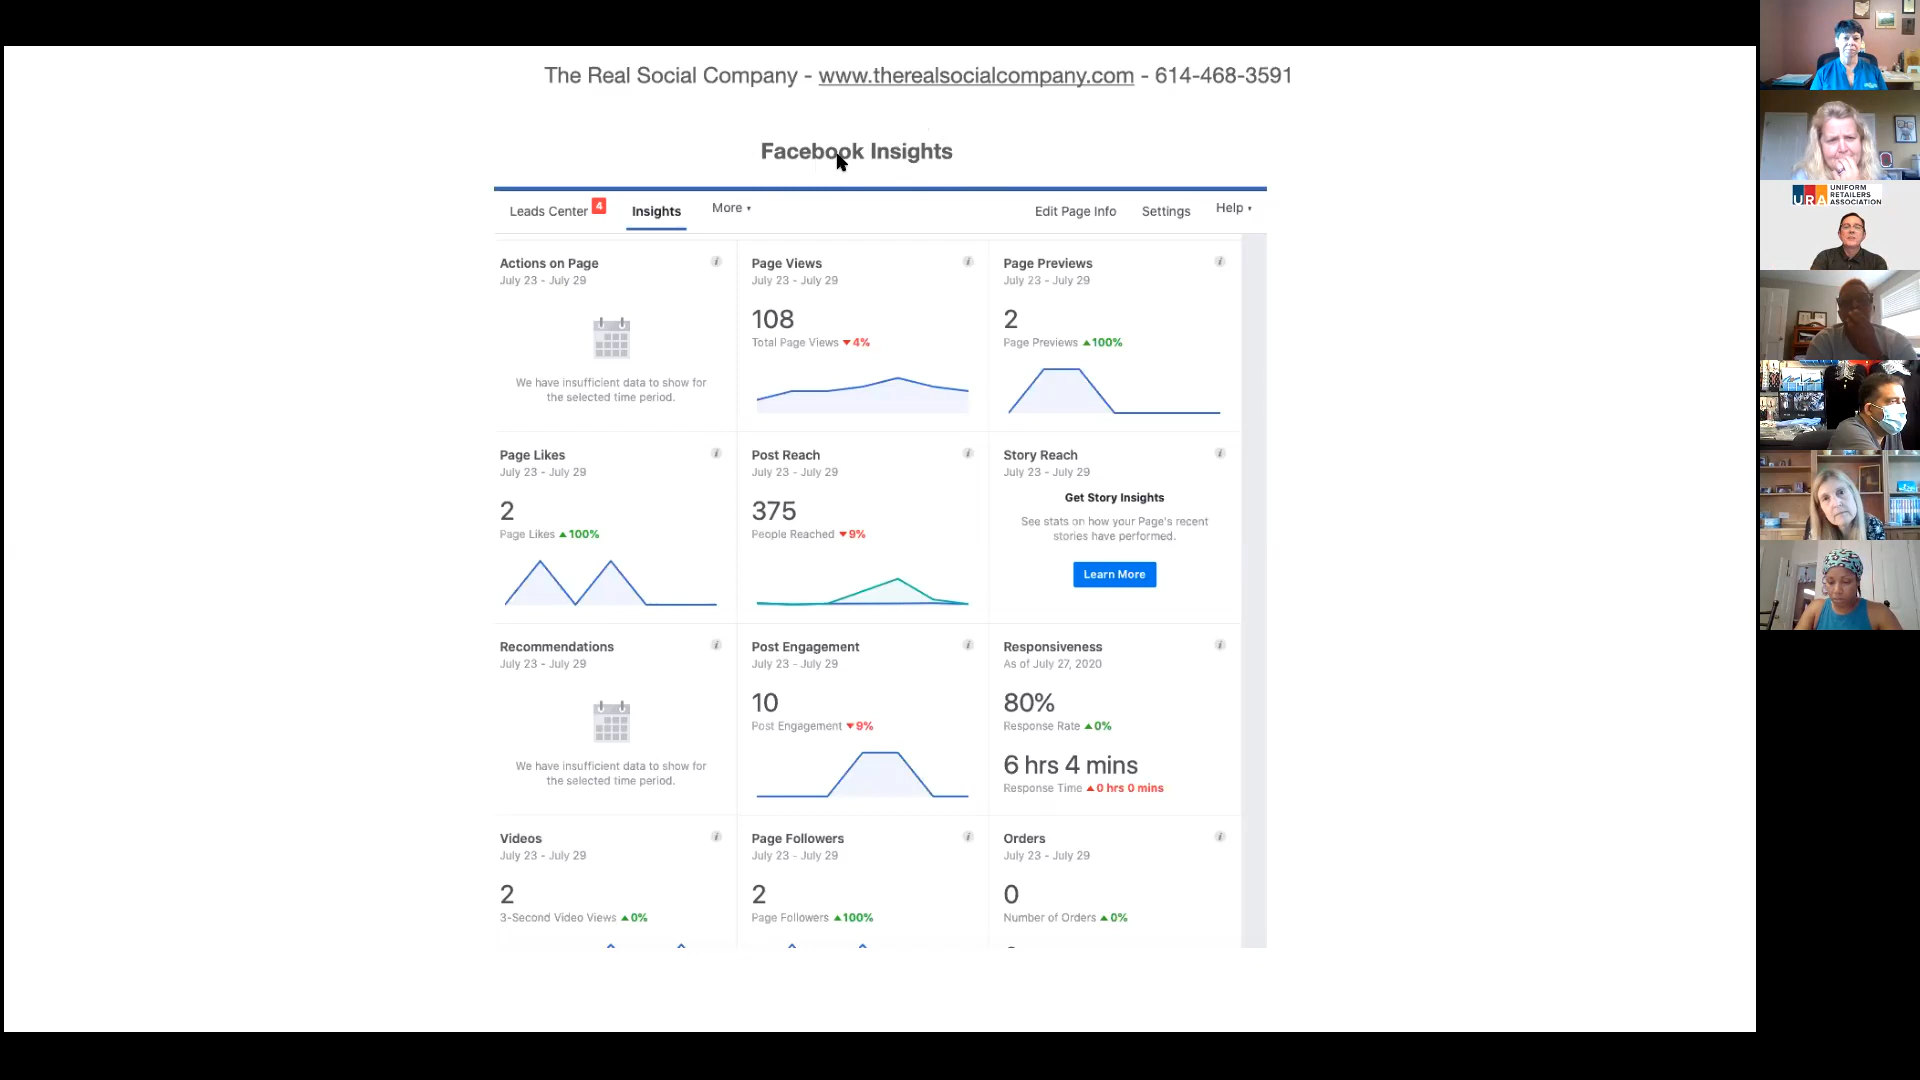 The Real Social Company - www.therealsocialcompany.com - 614-468-3591
Facebook Insights
Leads Center 4 Insights More Edit Page Info Settings Help
Actions on Page
July 23 - July 29
We have insufficient data to show for
the selected time period.
Page Views
July 23 - July 29
108
Total Page Views ▼4%
Page Previews
July 23 - July 29
2
Page Previews ▲100%
Page Likes
July 23 - July 29
2
Page Likes ▲100%
Post Reach
July 23 - July 29
375
People Reached ▼9%
Story Reach
July 23 - July 29
Get Story Insights
See stats on how your Page's recent
stories have performed.
Learn More
Recommendations
July 23 - July 29
We have insufficient data to show for
the selected time period.
Post Engagement
July 23 - July 29
10
Post Engagement ▼9%
Responsiveness
As of July 27, 2020
80%
Response Rate ▲0%
6 hrs 4 mins
Response Time ▲0 hrs 0 mins
Videos
July 23 - July 29
2
3-Second Video Views ▲0%
Page Followers
July 23 - July 29
2
Page Followers ▲100%
Orders
July 23 - July 29
0
Number of Orders ▲0%
URA
UNIFORM
RETAILERS
ASSOCIATION